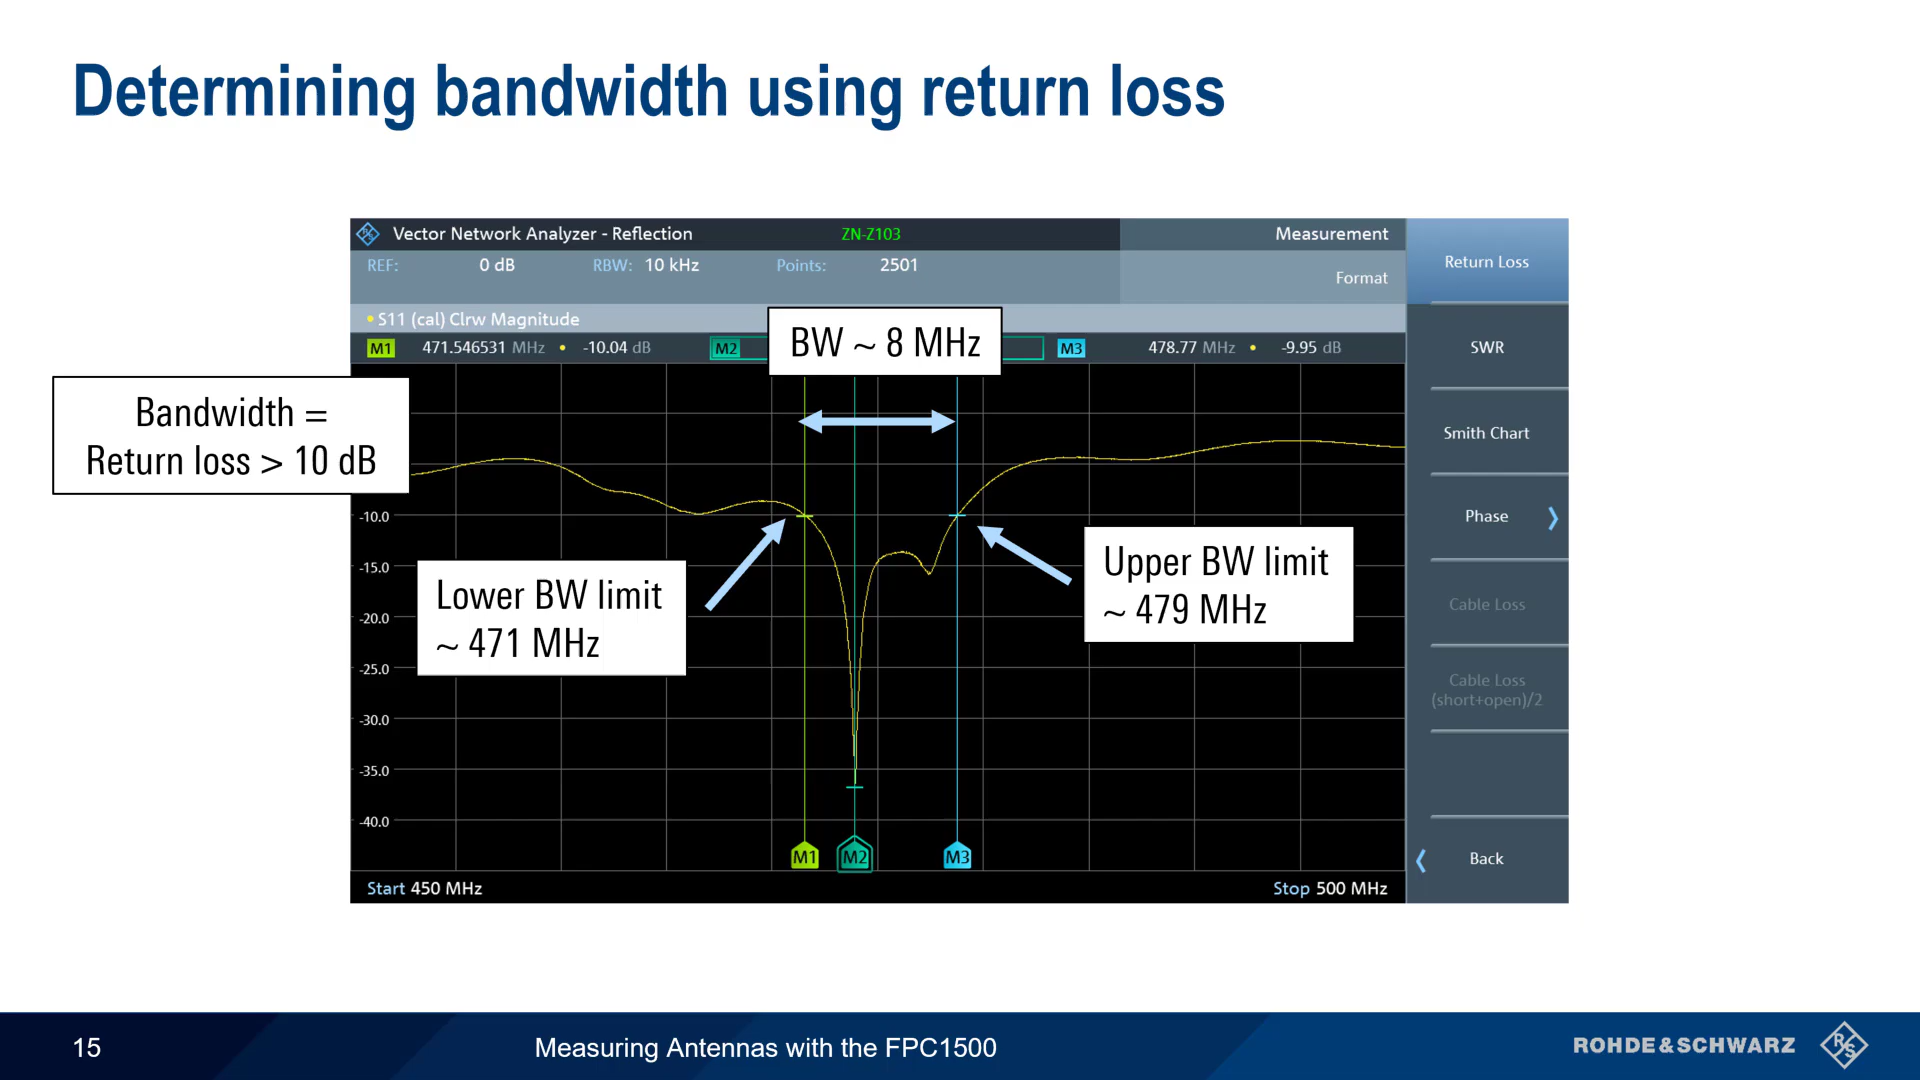 Determining bandwidth using return loss
Vector Network Analyzer - Reflection
ZN-Z103
Measurement
REF: 0 dB RBW: 10 kHz Points: 2501
Format
S11 (cal) Clrw Magnitude
M1 471.546531 MHz • -10.04 dB
M2
M3 478.77 MHz • -9.95 dB
BW ~ 8 MHz
Bandwidth =
Return loss > 10 dB
-10.0
-15.0
-20.0
-25.0
-30.0
-35.0
-40.0
Lower BW limit
~ 471 MHz
Upper BW limit
~ 479 MHz
M1
M2
M3
Start 450 MHz
Stop 500 MHz
Return Loss
SWR
Smith Chart
Phase
Cable Loss
Cable Loss
(short+open)/2
Back
15
Measuring Antennas with the FPC1500
ROHDE&SCHWARZ
R&S